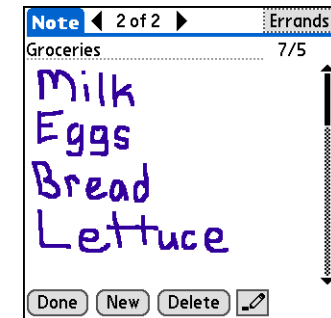 Note 2 of 2 Errands
Groceries 7/5
Milk
Eggs
Bread
Lettuce
Done New Delete